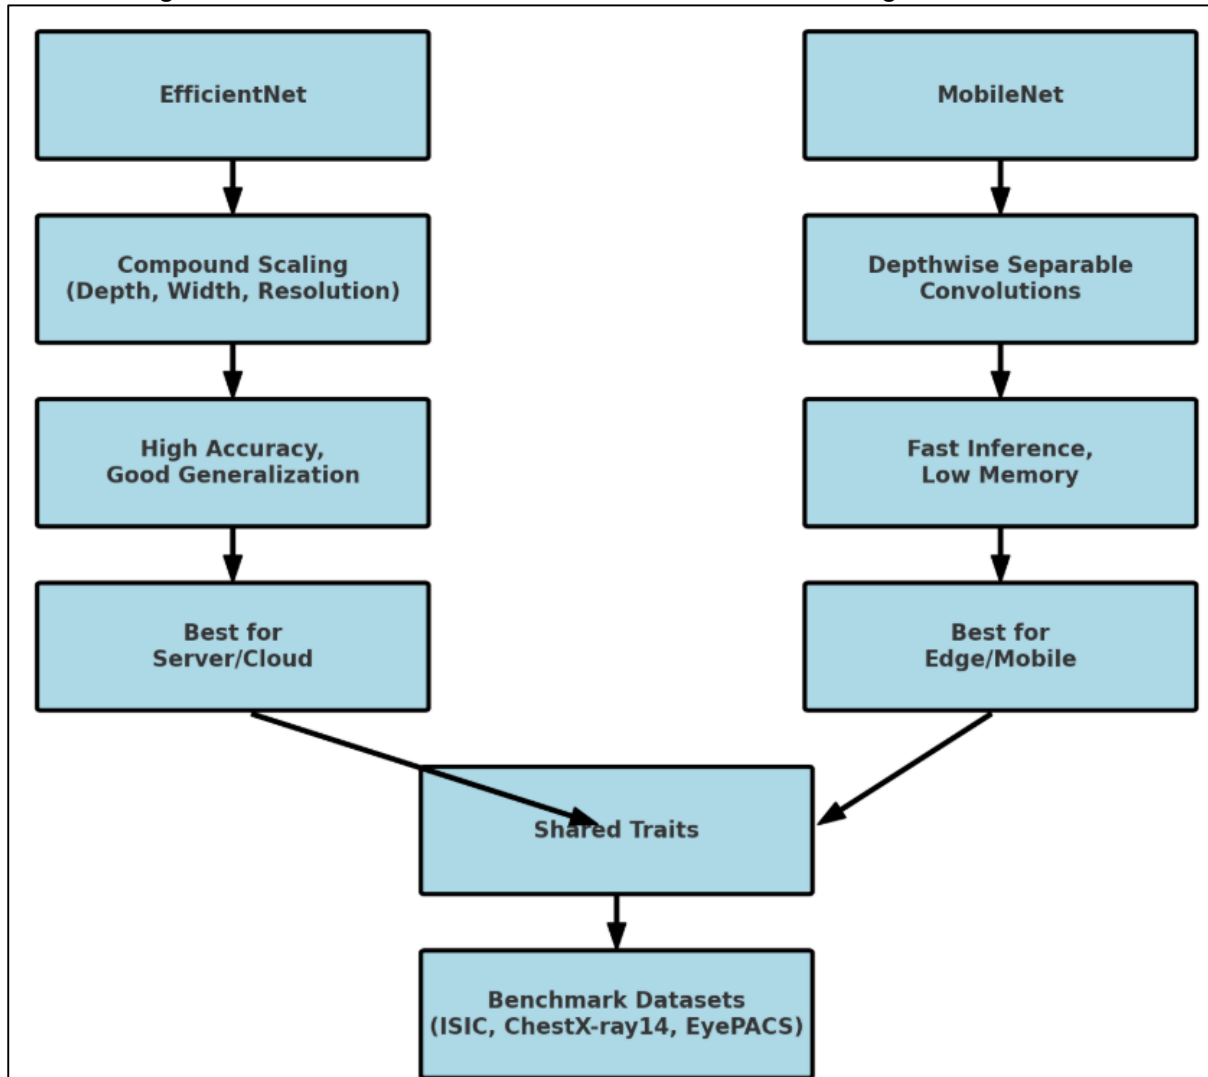 EfficientNet
MobileNet
Compound Scaling
(Depth, Width, Resolution)
Depthwise Separable
Convolutions
High Accuracy,
Good Generalization
Fast Inference,
Low Memory
Best for
Server/Cloud
Best for
Edge/Mobile
Shared Traits
Benchmark Datasets
(ISIC, ChestX-ray14, EyePACS)